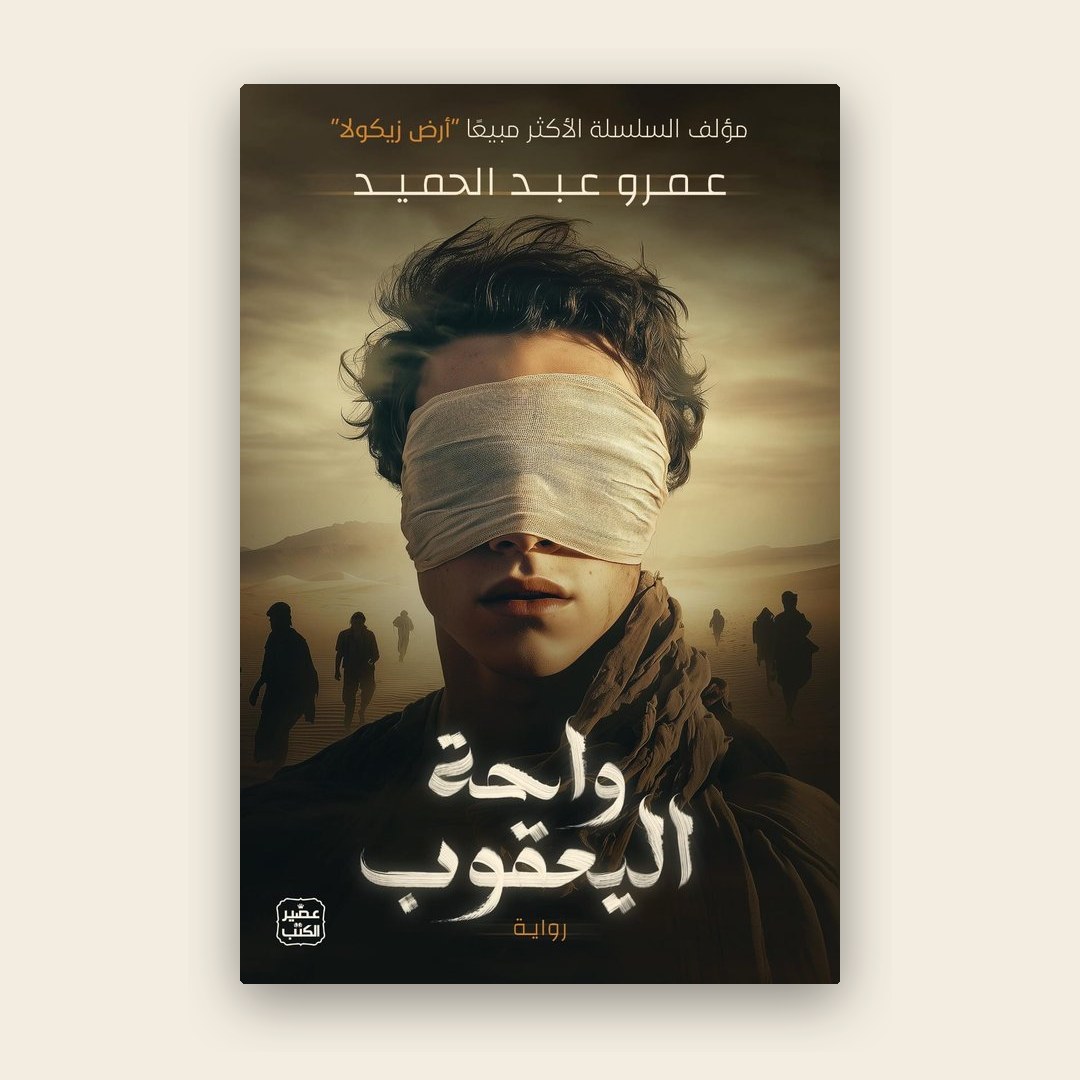 مؤلف السلسلة الأكثر مبيعًا "أرض زيكولا"
عمرو عبد الحميد
واحة
اليعقوب
رواية
عصير
الكتب